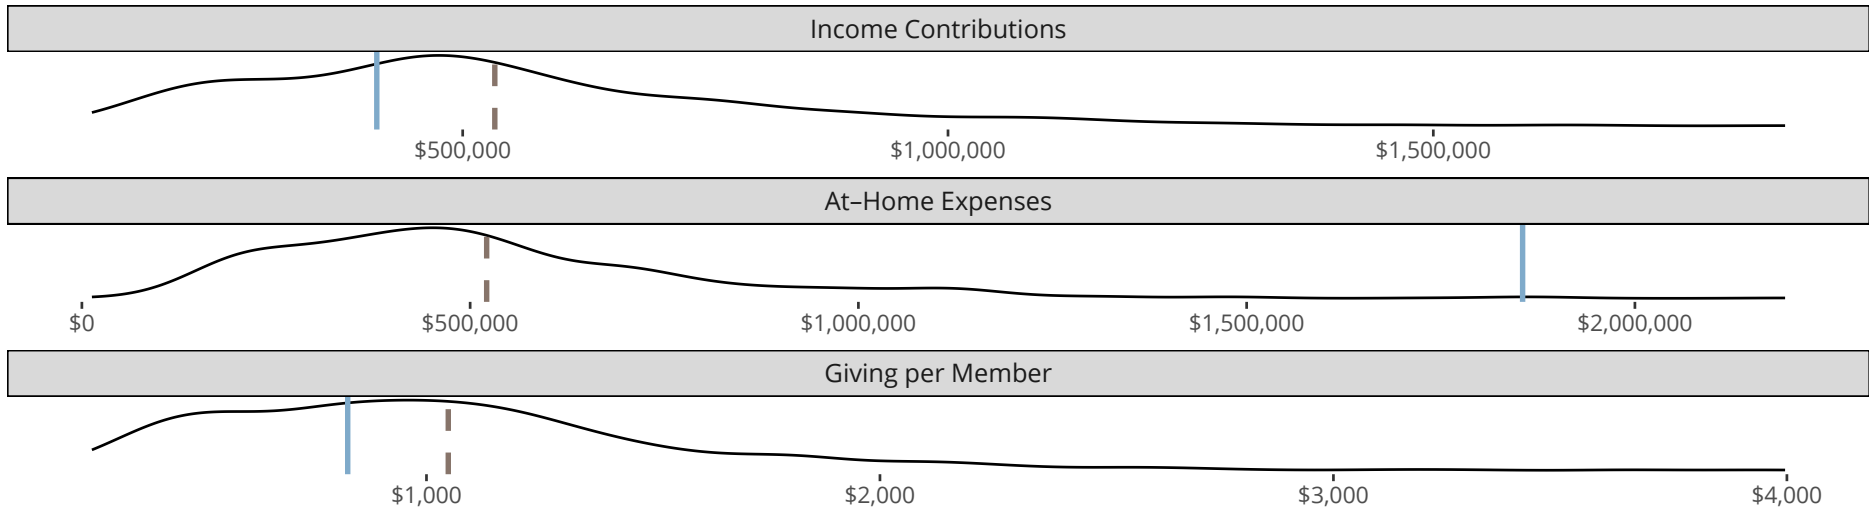 Income Contributions
$500,000 $1,000,000 $1,500,000
At–Home Expenses
$0 $500,000 $1,000,000 $1,500,000 $2,000,000
Giving per Member
$1,000 $2,000 $3,000 $4,000